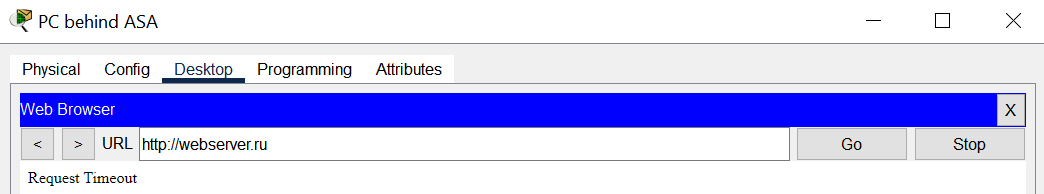 PC behind ASA
Physical Config Desktop Programming Attributes
Web Browser X
< > URL http://webserver.ru Go Stop
Request Timeout